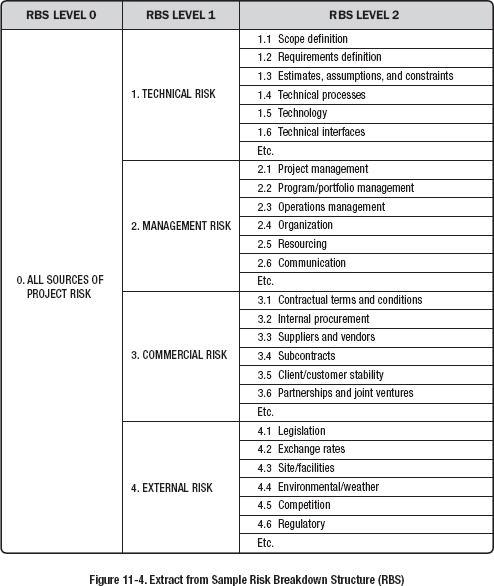 RBS LEVEL 0 RBS LEVEL 1 RBS LEVEL 2
0. ALL SOURCES OF
PROJECT RISK
1. TECHNICAL RISK
1.1 Scope definition
1.2 Requirements definition
1.3 Estimates, assumptions, and constraints
1.4 Technical processes
1.5 Technology
1.6 Technical interfaces
Etc.
2. MANAGEMENT RISK
2.1 Project management
2.2 Program/portfolio management
2.3 Operations management
2.4 Organization
2.5 Resourcing
2.6 Communication
Etc.
3. COMMERCIAL RISK
3.1 Contractual terms and conditions
3.2 Internal procurement
3.3 Suppliers and vendors
3.4 Subcontracts
3.5 Client/customer stability
3.6 Partnerships and joint ventures
Etc.
4. EXTERNAL RISK
4.1 Legislation
4.2 Exchange rates
4.3 Site/facilities
4.4 Environmental/weather
4.5 Competition
4.6 Regulatory
Etc.
Figure 11-4. Extract from Sample Risk Breakdown Structure (RBS)